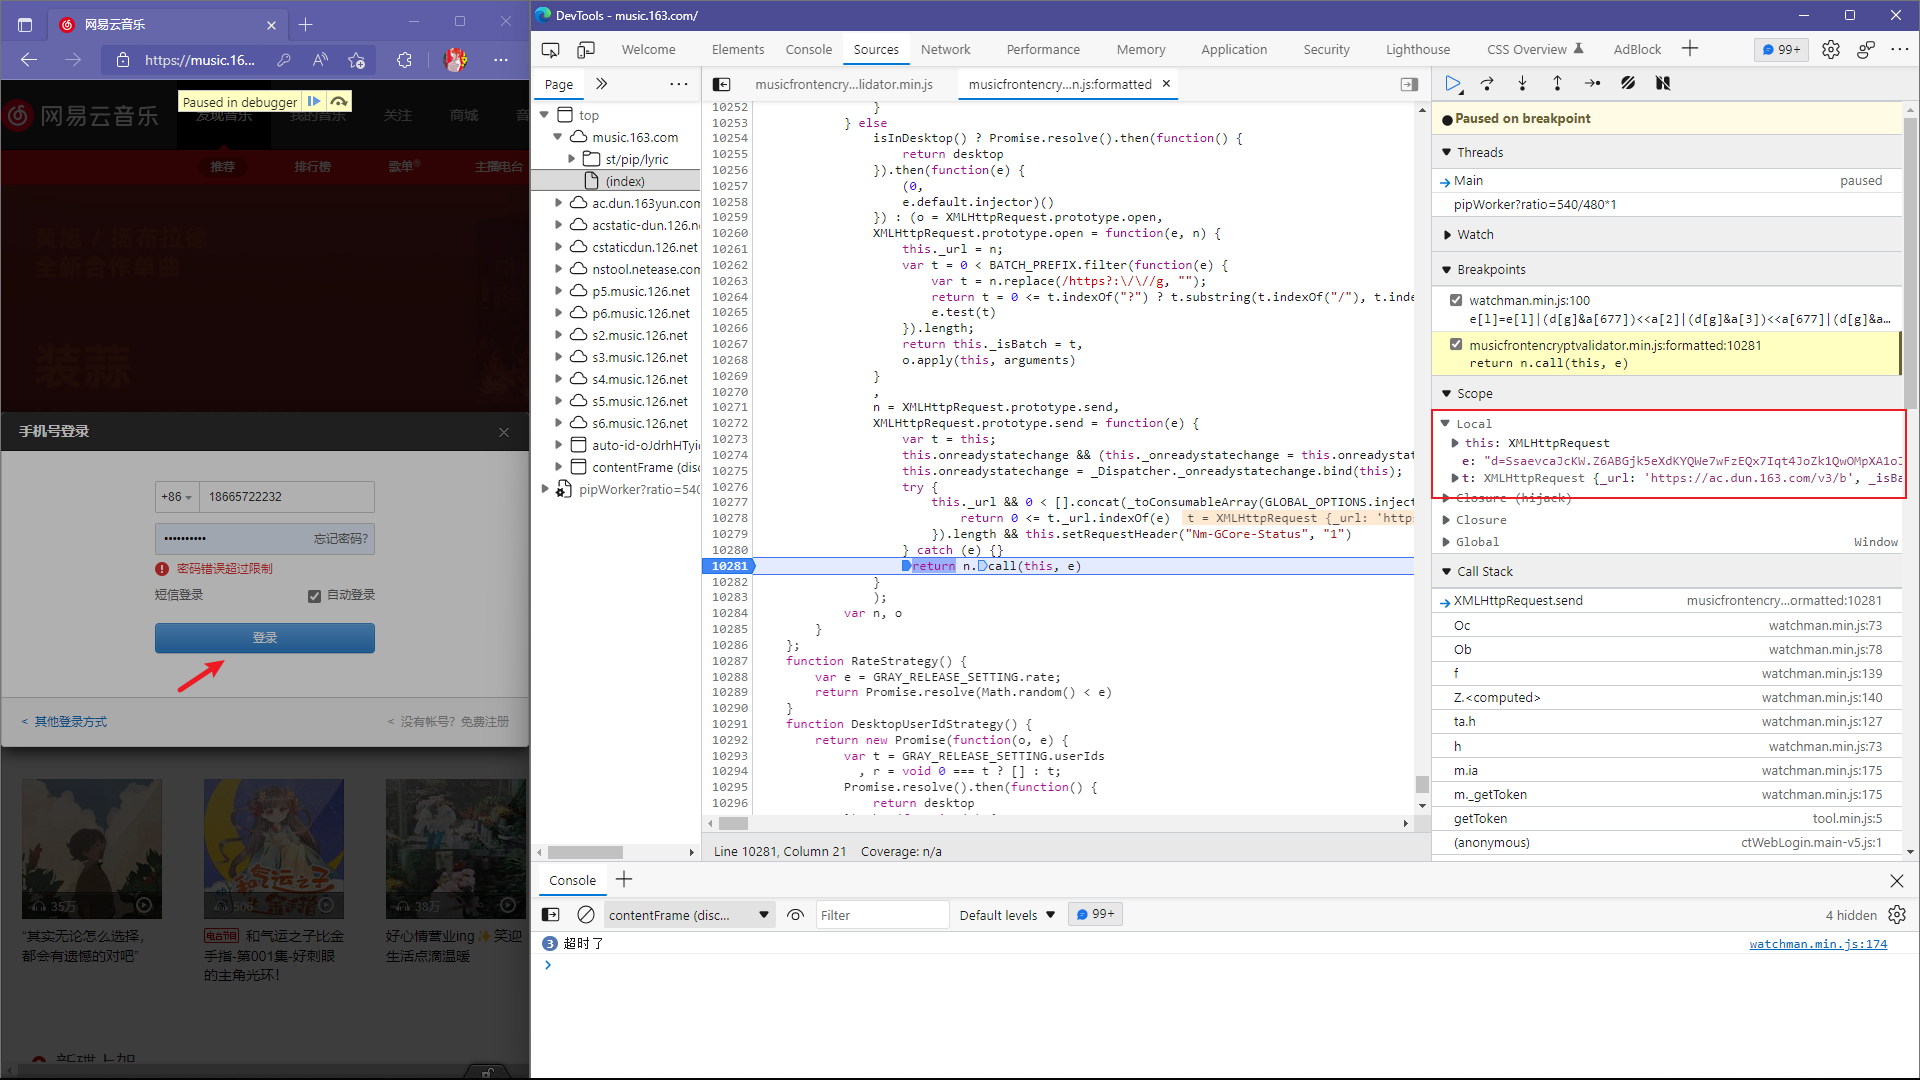 网易云音乐
https://music.16...
Paused in debugger
网易云音乐
发现音乐
我的音乐
关注
商城
音
推荐
排行榜
歌单
主播电台
全新合作单曲
装蒜
手机号登录
+86
18665722232
••••••••••
忘记密码?
密码错误超过限制
短信登录
自动登录
登录
< 其他登录方式
< 没有帐号？免费注册
35万
506
38万
“其实无论怎么选择，
都会有遗憾的对吧”
电台节目 和气运之子比金
手指-第001集-好刺眼
的主角光环！
好心情营业ing✨笑迎
生活点滴温暖
新碟上架
DevTools - music.163.com/
Welcome
Elements
Console
Sources
Network
Performance
Memory
Application
Security
Lighthouse
CSS Overview
AdBlock
99+
Page
top
music.163.com
st/pip/lyric
(index)
ac.dun.163yun.com
acstatic-dun.126.n
cstaticdun.126.net
nstool.netease.com
p5.music.126.net
p6.music.126.net
s2.music.126.net
s3.music.126.net
s4.music.126.net
s5.music.126.net
s6.music.126.net
auto-id-oJdrhHTyi
contentFrame (disc
pipWorker?ratio=540
musicfrontencry...lidator.min.js
musicfrontencry...n.js:formatted
10252 }
10253 } else
10254 isInDesktop() ? Promise.resolve().then(function() {
10255 return desktop
10256 }).then(function(e) {
10257 (0,
10258 e.default.injector)()
10259 }) : (o = XMLHttpRequest.prototype.open,
10260 XMLHttpRequest.prototype.open = function(e, n) {
10261 this._url = n;
10262 var t = 0 < BATCH_PREFIX.filter(function(e) {
10263 var t = n.replace(/https?:\/\//g, "");
10264 return t = 0 <= t.indexOf("?") ? t.substring(t.indexOf("/"), t.inde
10265 e.test(t)
10266 }).length;
10267 return this._isBatch = t,
10268 o.apply(this, arguments)
10269 }
10270 ,
10271 n = XMLHttpRequest.prototype.send,
10272 XMLHttpRequest.prototype.send = function(e) {
10273 var t = this;
10274 this.onreadystatechange && (this._onreadystatechange = this.onreadysta
10275 this.onreadystatechange = _Dispatcher._onreadystatechange.bind(this);
10276 try {
10277 this._url && 0 < [].concat(_toConsumableArray(GLOBAL_OPTIONS.inject
10278 return 0 <= t._url.indexOf(e) t = XMLHttpRequest {_url: 'http
10279 }).length && this.setRequestHeader("Nm-GCore-Status", "1")
10280 } catch (e) {}
10281 return n.call(this, e)
10282 }
10283 );
10284 var n, o
10285 }
10286 };
10287 function RateStrategy() {
10288 var e = GRAY_RELEASE_SETTING.rate;
10289 return Promise.resolve(Math.random() < e)
10290 }
10291 function DesktopUserIdStrategy() {
10292 return new Promise(function(o, e) {
10293 var t = GRAY_RELEASE_SETTING.userIds
10294 , r = void 0 === t ? [] : t;
10295 Promise.resolve().then(function() {
10296 return desktop
Line 10281, Column 21
Coverage: n/a
Paused on breakpoint
Threads
Main
paused
pipWorker?ratio=540/480*1
Watch
Breakpoints
watchman.min.js:100
e[l]=e[l]|(d[g]&a[677])<<a[2]|(d[g]&a[3])<<a[677]|(d[g]&a…
musicfrontencryptvalidator.min.js:formatted:10281
return n.call(this, e)
Scope
Local
this: XMLHttpRequest
e: "d=SsaevcaJcKW.Z6ABGjk5eXdKYQWe7wFzEQx7Iqt4JoZk1QwOMpXA1oJ
t: XMLHttpRequest {_url: 'https://ac.dun.163.com/v3/b', _isBa
Closure (hijack)
Closure
Global
Window
Call Stack
XMLHttpRequest.send
musicfrontencry...ormatted:10281
Oc
watchman.min.js:73
Ob
watchman.min.js:78
f
watchman.min.js:139
Z.<computed>
watchman.min.js:140
ta.h
watchman.min.js:127
h
watchman.min.js:73
m.ia
watchman.min.js:175
m._getToken
watchman.min.js:175
getToken
tool.min.js:5
(anonymous)
ctWebLogin.main-v5.js:1
Console
contentFrame (disc...
Filter
Default levels
99+
4 hidden
3 超时了
watchman.min.js:174